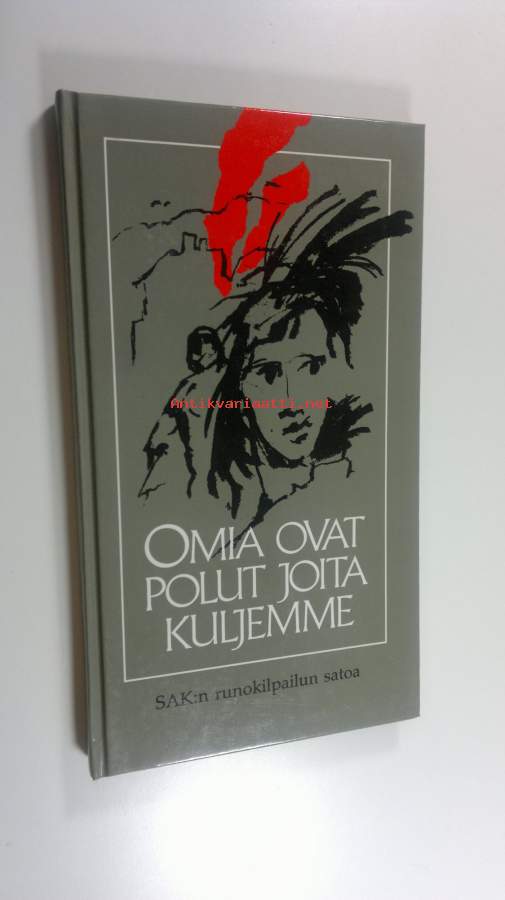 Antikvariaatti.net
OMIA OVAT
POLUT JOITA
KULJEMME
SAK:n runokilpailun satoa